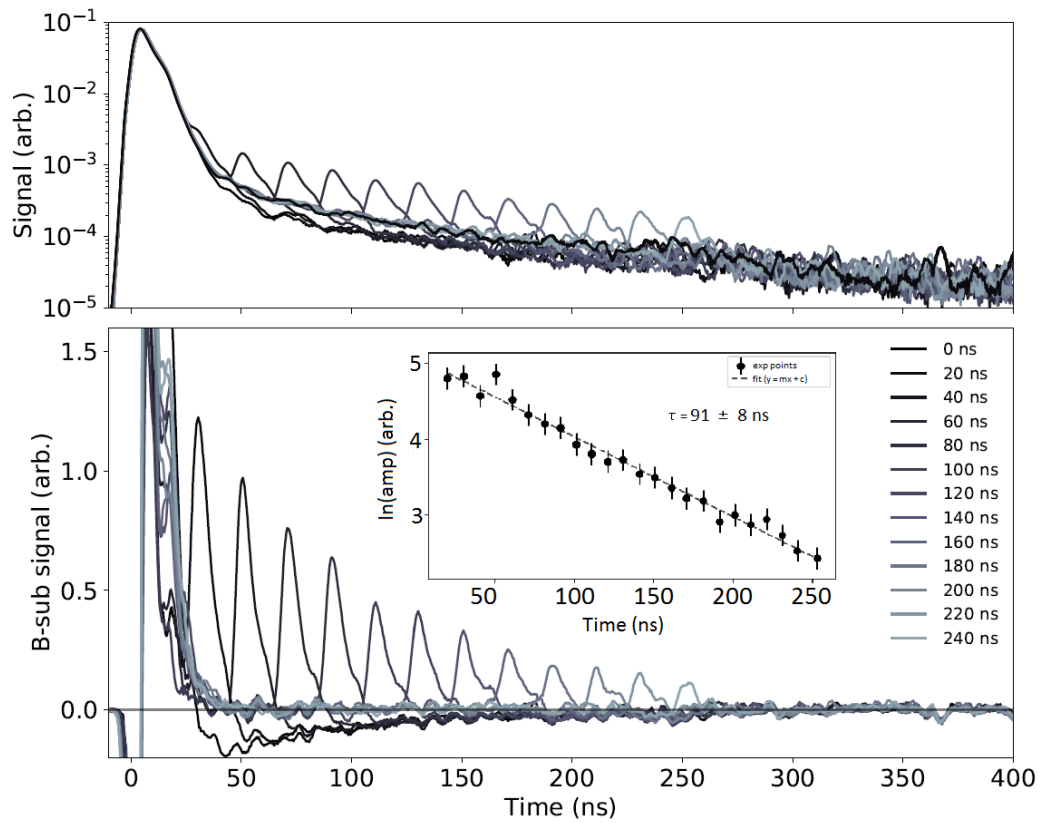 10⁻¹
10⁻²
10⁻³
10⁻⁴
10⁻⁵
Signal (arb.)
1.5
1.0
0.5
0.0
B-sub signal (arb.)
0
50
100
150
200
250
300
350
400
Time (ns)
5
4
3
ln(amp) (arb.)
50
100
150
200
250
Time (ns)
exp points
fit (y = mx + c)
τ = 91 ± 8 ns
0 ns
20 ns
40 ns
60 ns
80 ns
100 ns
120 ns
140 ns
160 ns
180 ns
200 ns
220 ns
240 ns